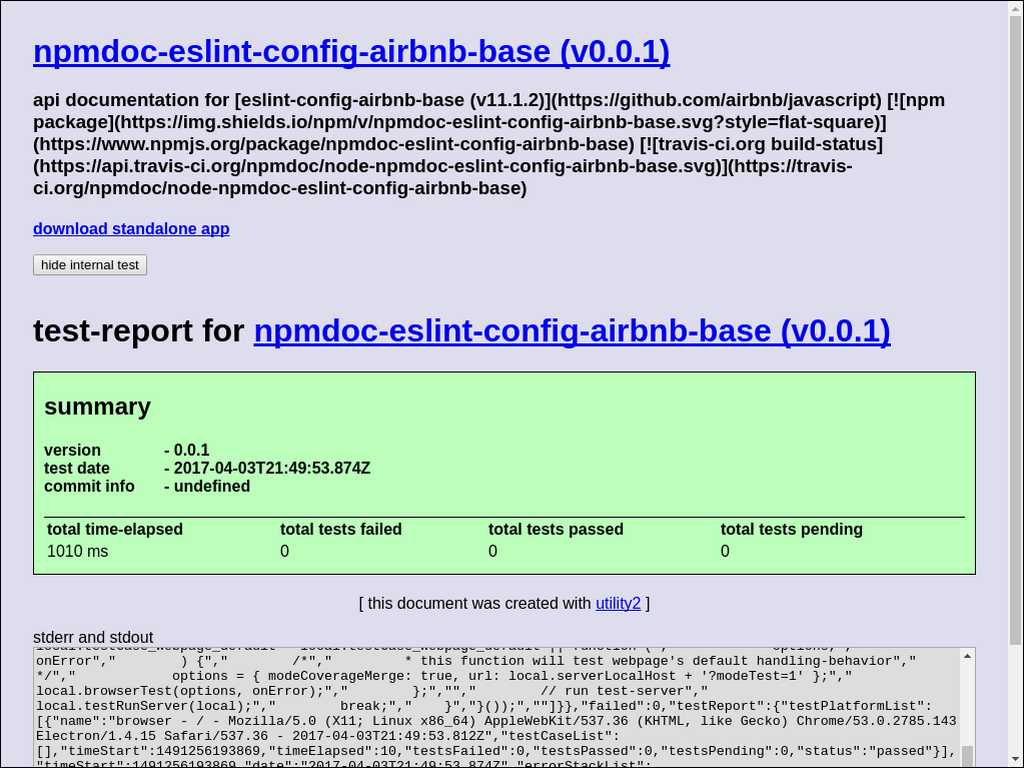 npmdoc-eslint-config-airbnb-base (v0.0.1)
api documentation for [eslint-config-airbnb-base (v11.1.2)](https://github.com/airbnb/javascript) [![npm
package](https://img.shields.io/npm/v/npmdoc-eslint-config-airbnb-base.svg?style=flat-square)]
(https://www.npmjs.org/package/npmdoc-eslint-config-airbnb-base) [![travis-ci.org build-status]
(https://api.travis-ci.org/npmdoc/node-npmdoc-eslint-config-airbnb-base.svg)](https://travis-
ci.org/npmdoc/node-npmdoc-eslint-config-airbnb-base)
download standalone app
hide internal test
test-report for npmdoc-eslint-config-airbnb-base (v0.0.1)
summary
version - 0.0.1
test date - 2017-04-03T21:49:53.874Z
commit info - undefined
total time-elapsed total tests failed total tests passed total tests pending
1010 ms 0 0 0
[ this document was created with utility2 ]
stderr and stdout
onError","        ) {","        /*","         * this function will test webpage's default handling-behavior","
*/","            options = { modeCoverageMerge: true, url: local.serverLocalHost + '?modeTest=1' };","
local.browserTest(options, onError);","        };","","        // run test-server","
local.testRunServer(local);","        break;","    }","}());","",""]}},"failed":0,"testReport":{"testPlatformList":
[{"name":"browser - / - Mozilla/5.0 (X11; Linux x86_64) AppleWebKit/537.36 (KHTML, like Gecko) Chrome/53.0.2785.143
Electron/1.4.15 Safari/537.36 - 2017-04-03T21:49:53.812Z","testCaseList":
[],"timeStart":1491256193869,"timeElapsed":10,"testsFailed":0,"testsPassed":0,"testsPending":0,"status":"passed"}],
"timeStart":1491256193869,"date":"2017-04-03T21:49:53.874Z","errorStackList":